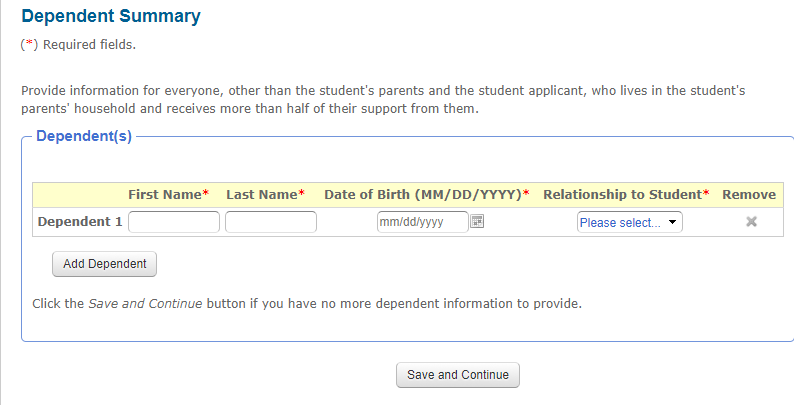 Dependent Summary
(*) Required fields.
Provide information for everyone, other than the student's parents and the student applicant, who lives in the student's
parents' household and receives more than half of their support from them.
Dependent(s)
First Name* Last Name* Date of Birth (MM/DD/YYYY)* Relationship to Student* Remove
Dependent 1 mm/dd/yyyy Please select...
Add Dependent
Click the Save and Continue button if you have no more dependent information to provide.
Save and Continue